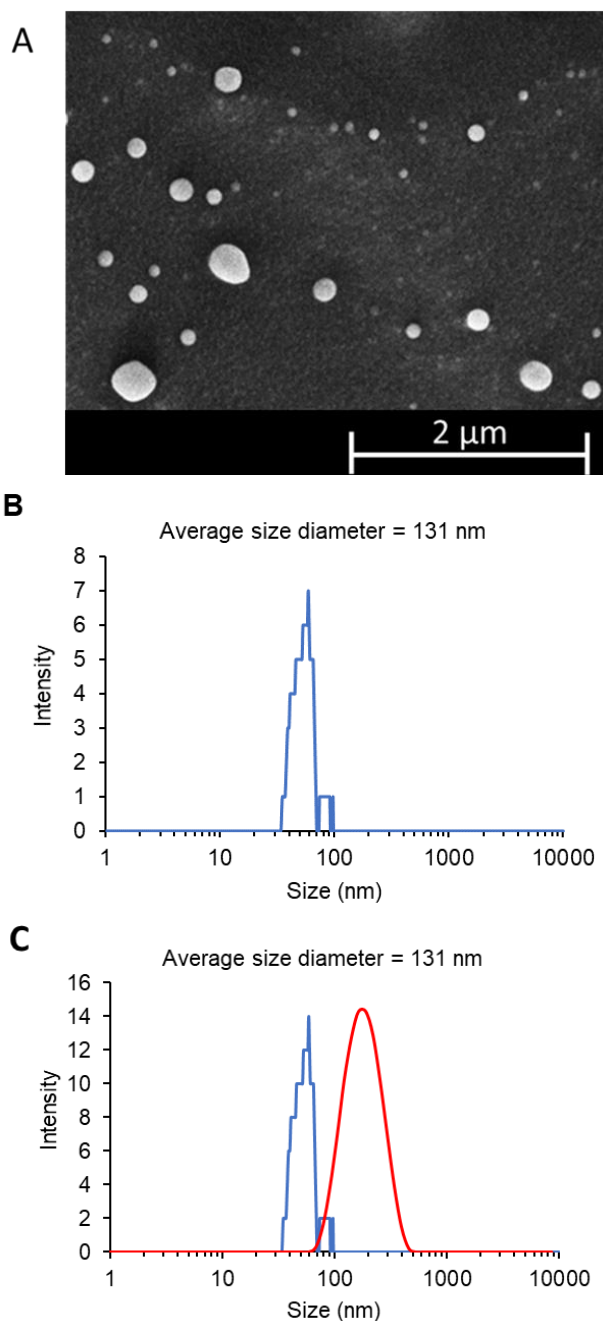 A
2 µm
B
Average size diameter = 131 nm
8
7
6
5
4
3
2
1
0
Intensity
1 10 100 1000 10000
Size (nm)
C
Average size diameter = 131 nm
16
14
12
10
8
6
4
2
0
Intensity
1 10 100 1000 10000
Size (nm)